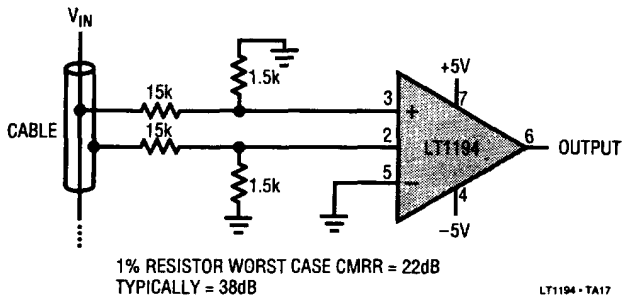 VIN
CABLE
15k
1.5k
15k
1.5k
3
+
2
5
−
LT1194
+5V
7
6
OUTPUT
4
−5V
1% RESISTOR WORST CASE CMRR = 22dB
TYPICALLY = 38dB
LT1194 • TA17